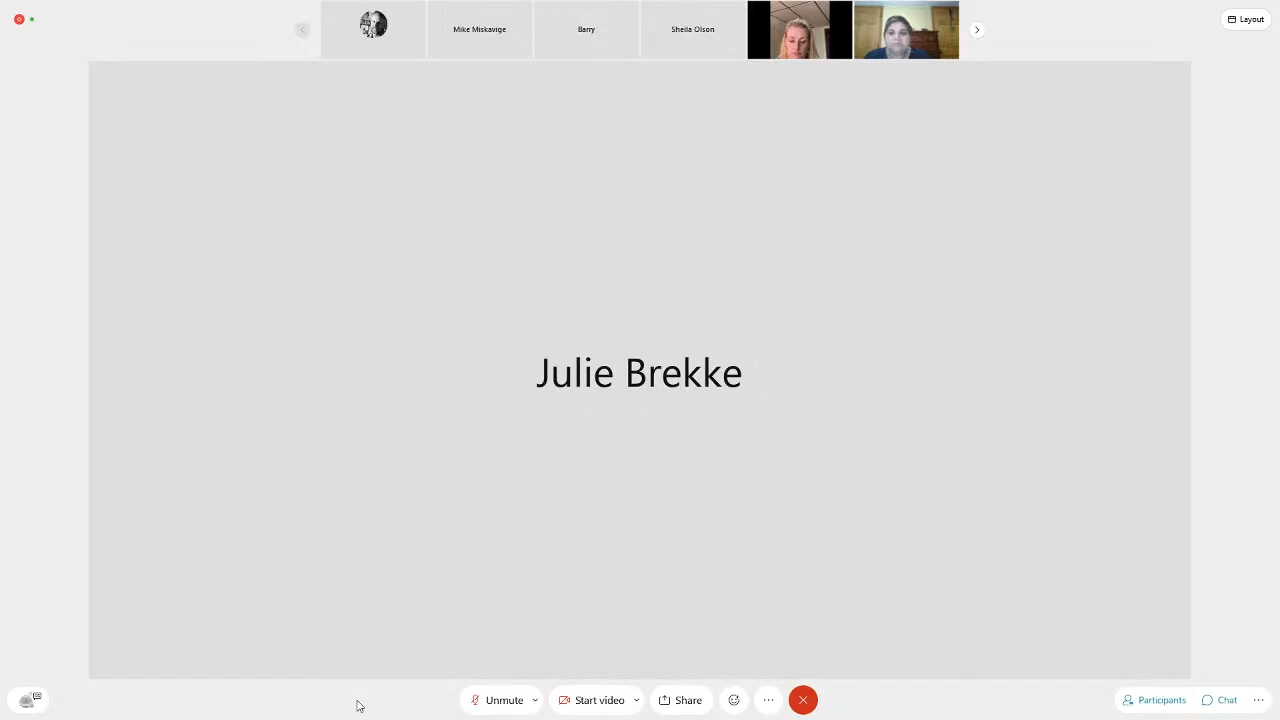 Mike Miskavige
Barry
Sheila Olson
Layout
Julie Brekke
Unmute
Start video
Share
Participants
Chat